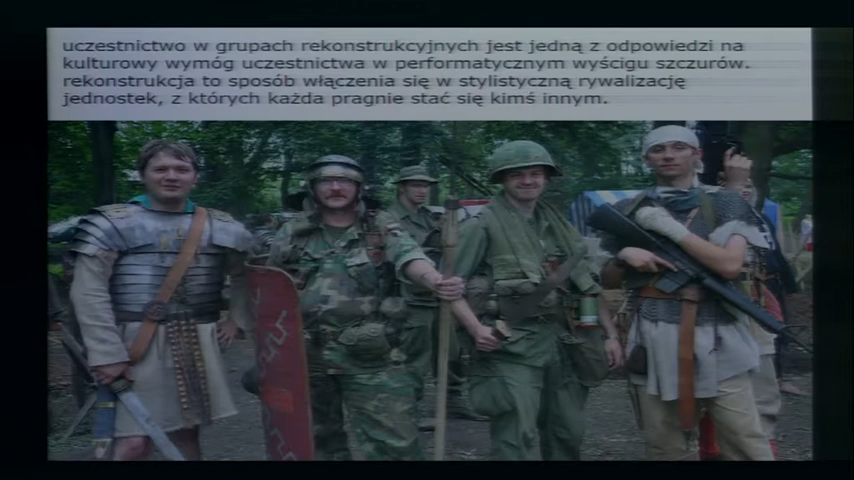 uczestnictwo w grupach rekonstrukcyjnych jest jedną z odpowiedzi na
kulturowy wymóg uczestnictwa w performatycznym wyścigu szczurów.
rekonstrukcja to sposób włączenia się w stylistyczną rywalizację
jednostek, z których każda pragnie stać się kimś innym.